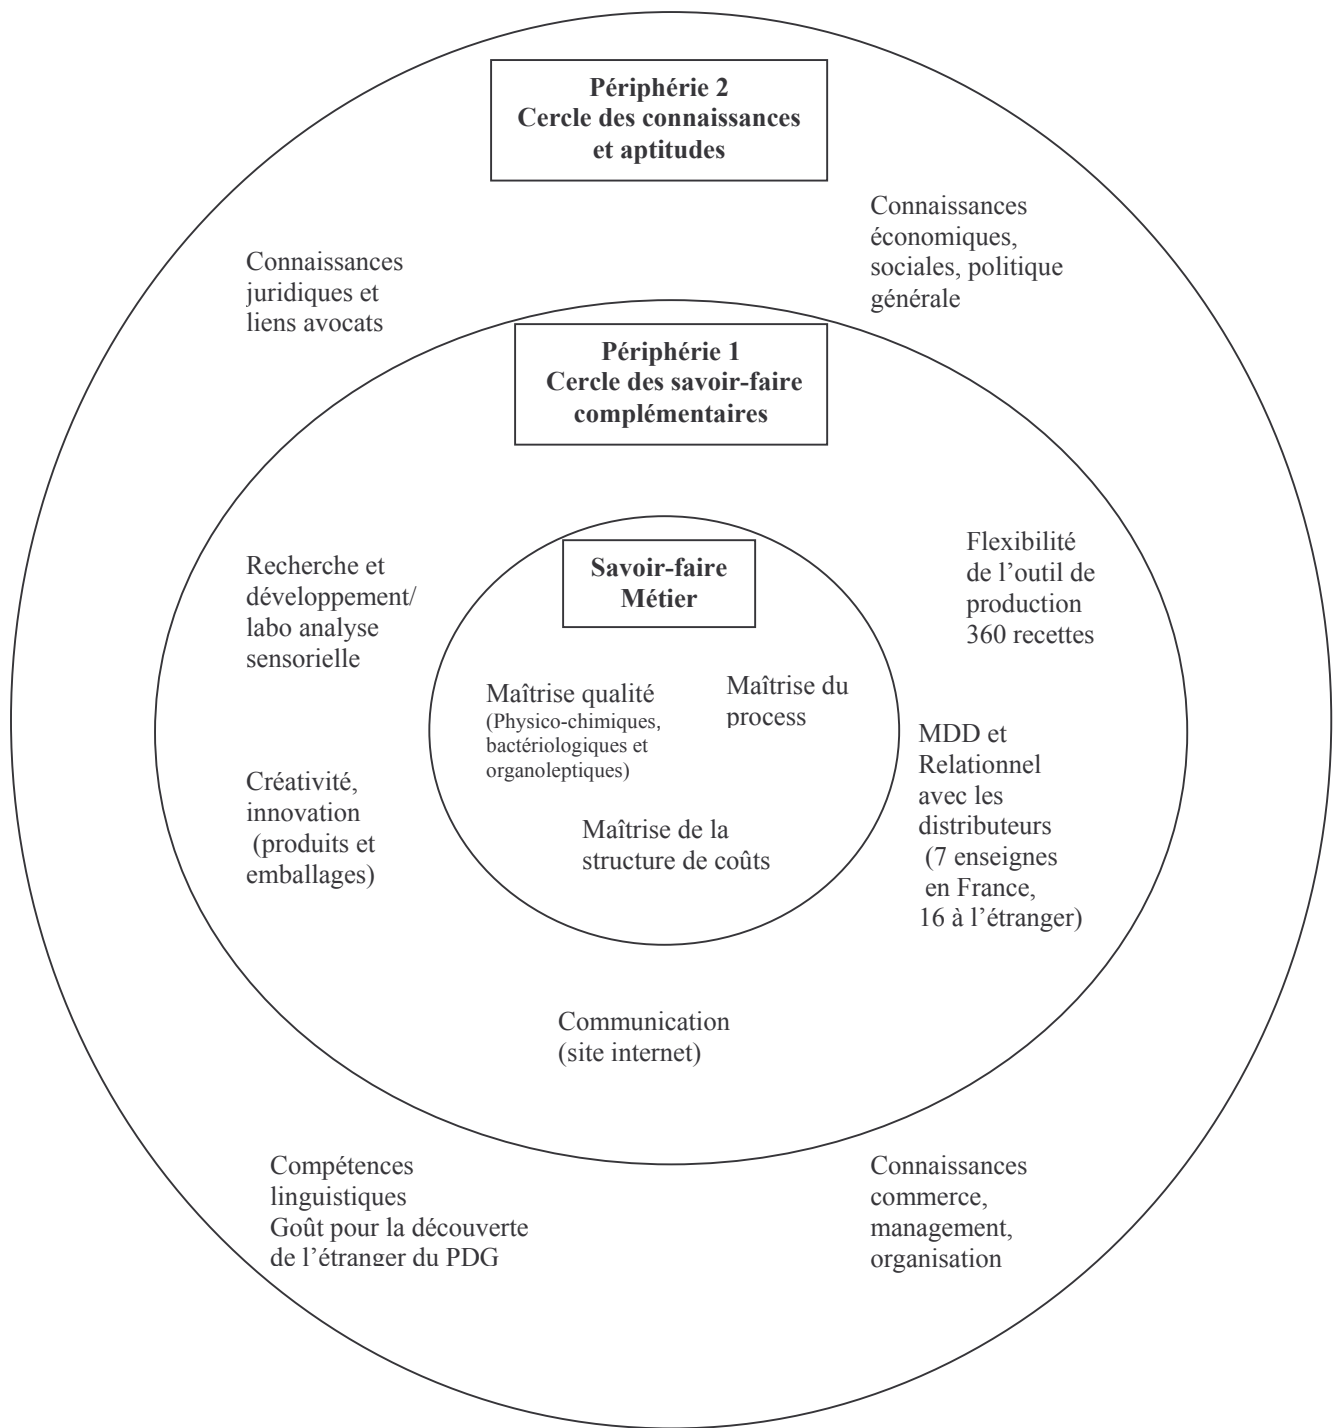 Périphérie 2
Cercle des connaissances
et aptitudes
Connaissances
économiques,
sociales, politique
générale
Connaissances
juridiques et
liens avocats
Périphérie 1
Cercle des savoir-faire
complémentaires
Recherche et
développement/
labo analyse
sensorielle
Savoir-faire
Métier
Flexibilité
de l’outil de
production
360 recettes
Maîtrise qualité
(Physico-chimiques,
bactériologiques et
organoleptiques)
Maîtrise du
process
MDD et
Relationnel
avec les
distributeurs
(7 enseignes
en France,
16 à l’étranger)
Créativité,
innovation
(produits et
emballages)
Maîtrise de la
structure de coûts
Communication
(site internet)
Compétences
linguistiques
Goût pour la découverte
de l’étranger du PDG
Connaissances
commerce,
management,
organisation